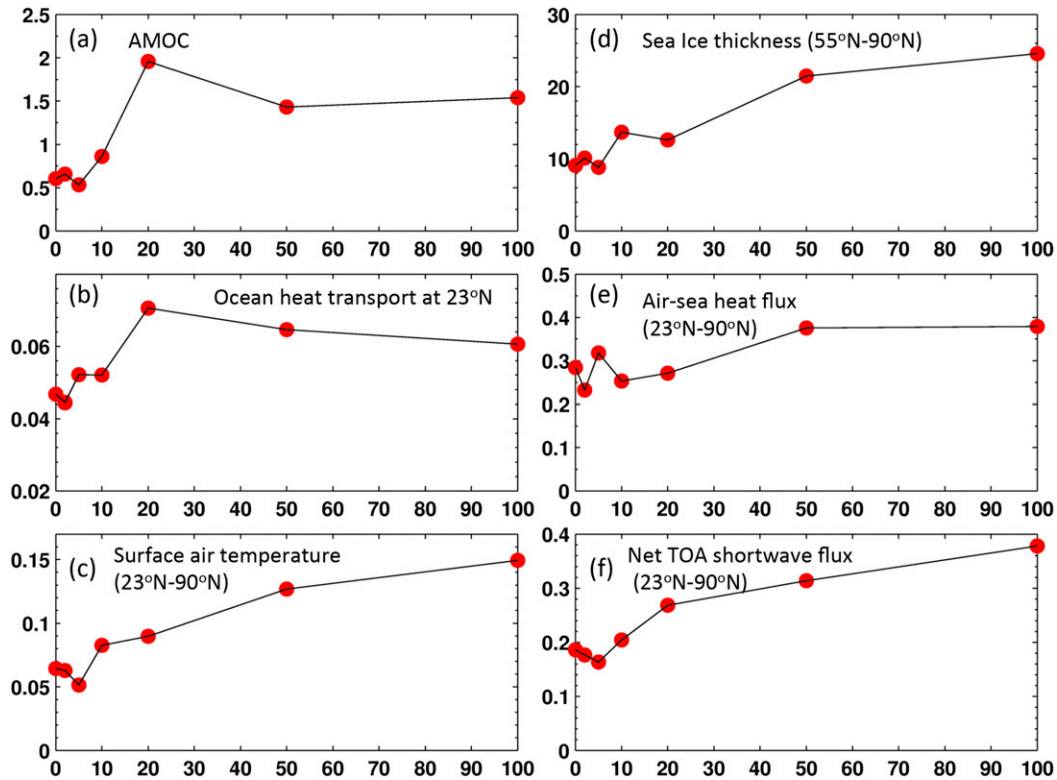 (a) AMOC
2.5
2
1.5
1
0.5
0
0 10 20 30 40 50 60 70 80 90 100
(d) Sea Ice thickness (55°N-90°N)
30
20
10
0
0 10 20 30 40 50 60 70 80 90 100
(b) Ocean heat transport at 23°N
0.06
0.04
0.02
0 10 20 30 40 50 60 70 80 90 100
(e) Air-sea heat flux
(23°N-90°N)
0.5
0.4
0.3
0.2
0.1
0
0 10 20 30 40 50 60 70 80 90 100
(c) Surface air temperature
(23°N-90°N)
0.15
0.1
0.05
0
0 10 20 30 40 50 60 70 80 90 100
(f) Net TOA shortwave flux
(23°N-90°N)
0.4
0.3
0.2
0.1
0
0 10 20 30 40 50 60 70 80 90 100